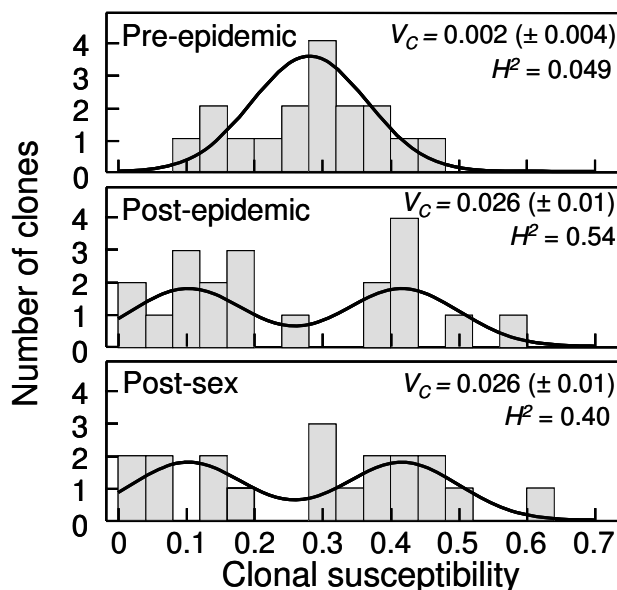 Number of clones
Pre-epidemic
V_C = 0.002 (± 0.004)
H² = 0.049
4
3
2
1
0
Post-epidemic
V_C = 0.026 (± 0.01)
H² = 0.54
4
3
2
1
0
Post-sex
V_C = 0.026 (± 0.01)
H² = 0.40
4
3
2
1
0
0 0.1 0.2 0.3 0.4 0.5 0.6 0.7
Clonal susceptibility